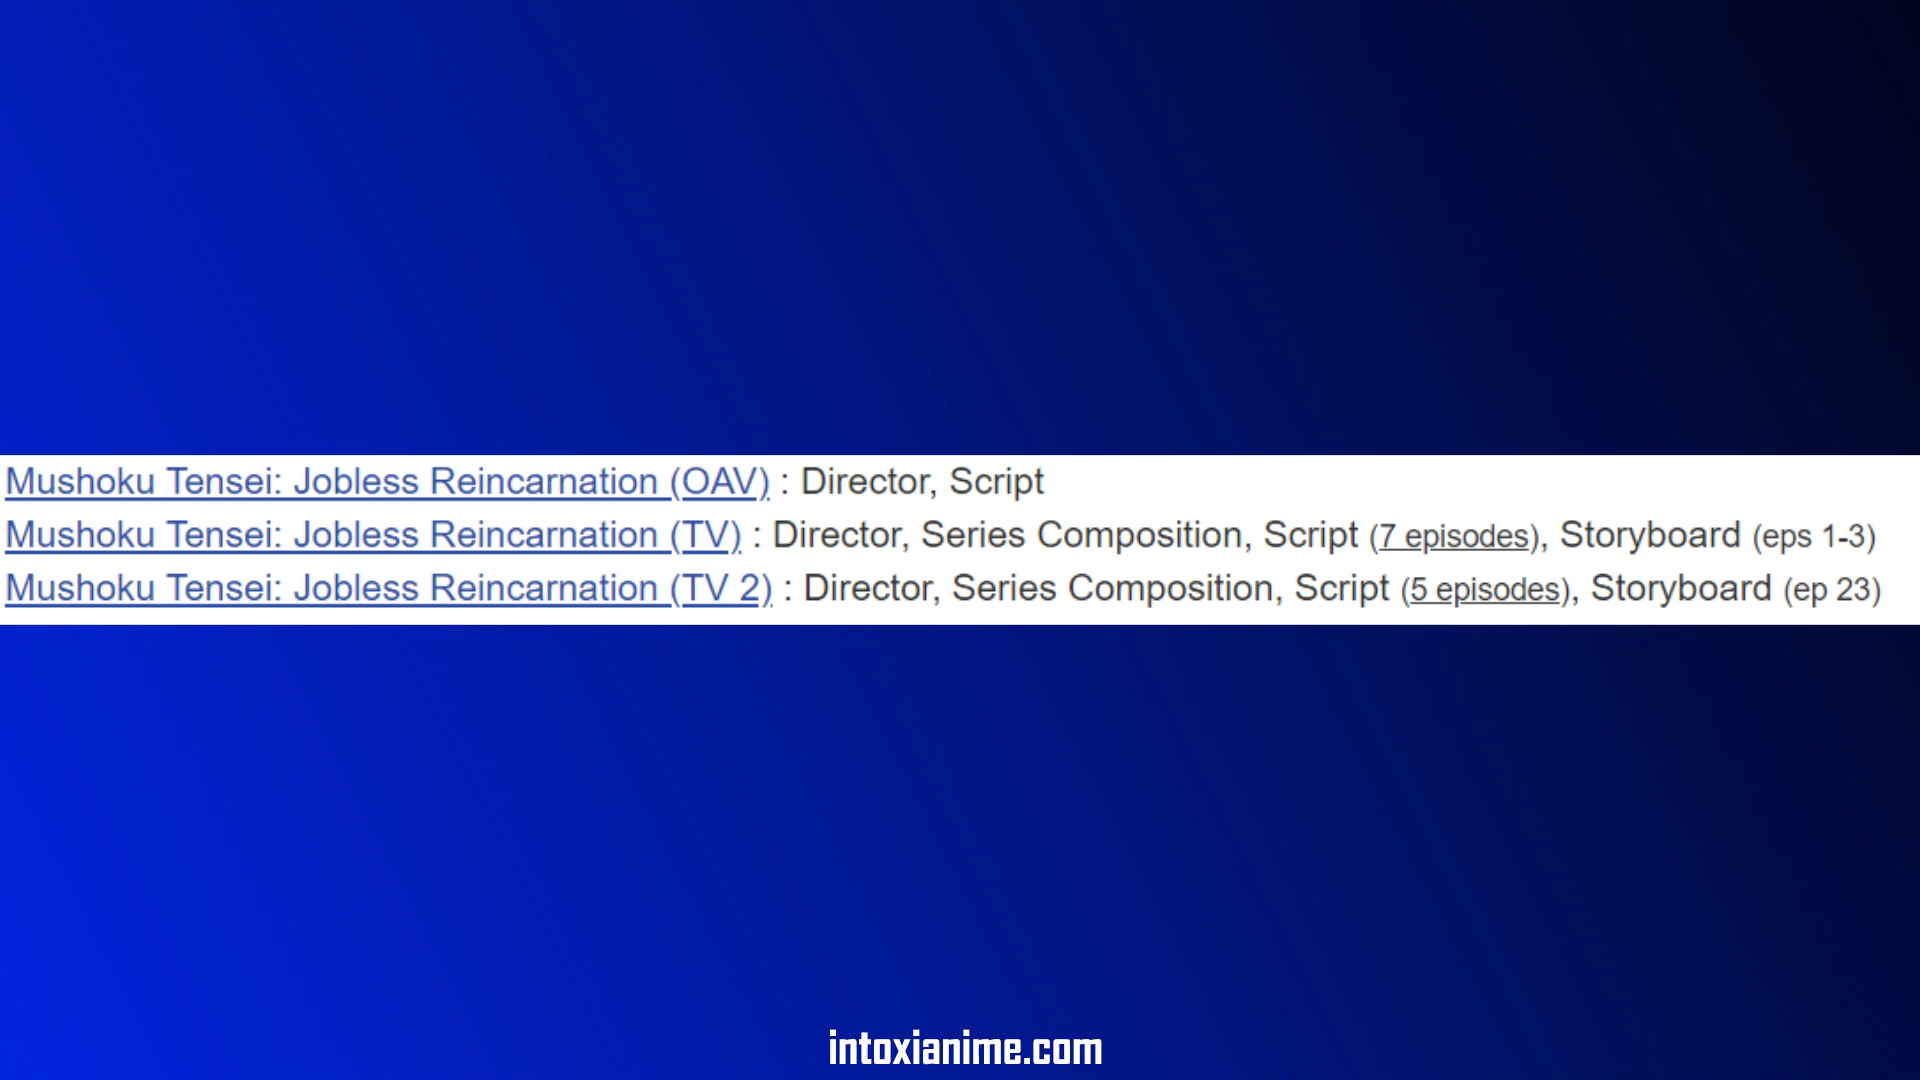 Mushoku Tensei: Jobless Reincarnation (OAV) : Director, Script
Mushoku Tensei: Jobless Reincarnation (TV) : Director, Series Composition, Script (7 episodes), Storyboard (eps 1-3)
Mushoku Tensei: Jobless Reincarnation (TV 2) : Director, Series Composition, Script (5 episodes), Storyboard (ep 23)
intoxianime.com